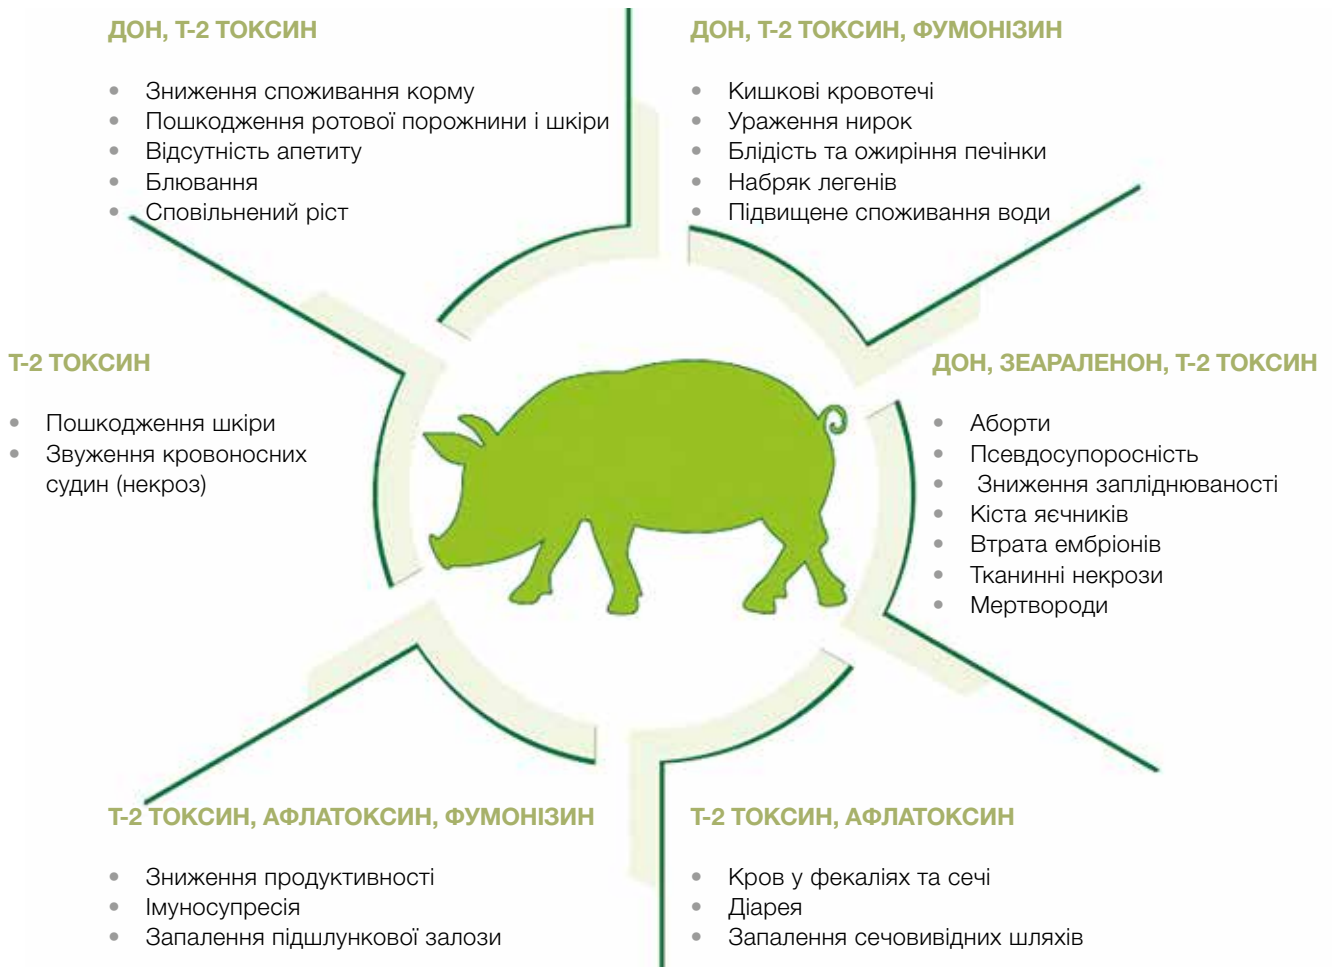 ДОН, Т-2 ТОКСИН
• Зниження споживання корму
• Пошкодження ротової порожнини і шкіри
• Відсутність апетиту
• Блювання
• Сповільнений ріст
ДОН, Т-2 ТОКСИН, ФУМОНІЗИН
• Кишкові кровотечі
• Ураження нирок
• Блідість та ожиріння печінки
• Набряк легенів
• Підвищене споживання води
Т-2 ТОКСИН
• Пошкодження шкіри
• Звуження кровоносних
судин (некроз)
ДОН, ЗЕАРАЛЕНОН, Т-2 ТОКСИН
• Аборти
• Псевдосупоросність
• Зниження запліднюваності
• Кіста яєчників
• Втрата ембріонів
• Тканинні некрози
• Мертвороди
Т-2 ТОКСИН, АФЛАТОКСИН, ФУМОНІЗИН
• Зниження продуктивності
• Імуносупресія
• Запалення підшлункової залози
Т-2 ТОКСИН, АФЛАТОКСИН
• Кров у фекаліях та сечі
• Діарея
• Запалення сечовивідних шляхів